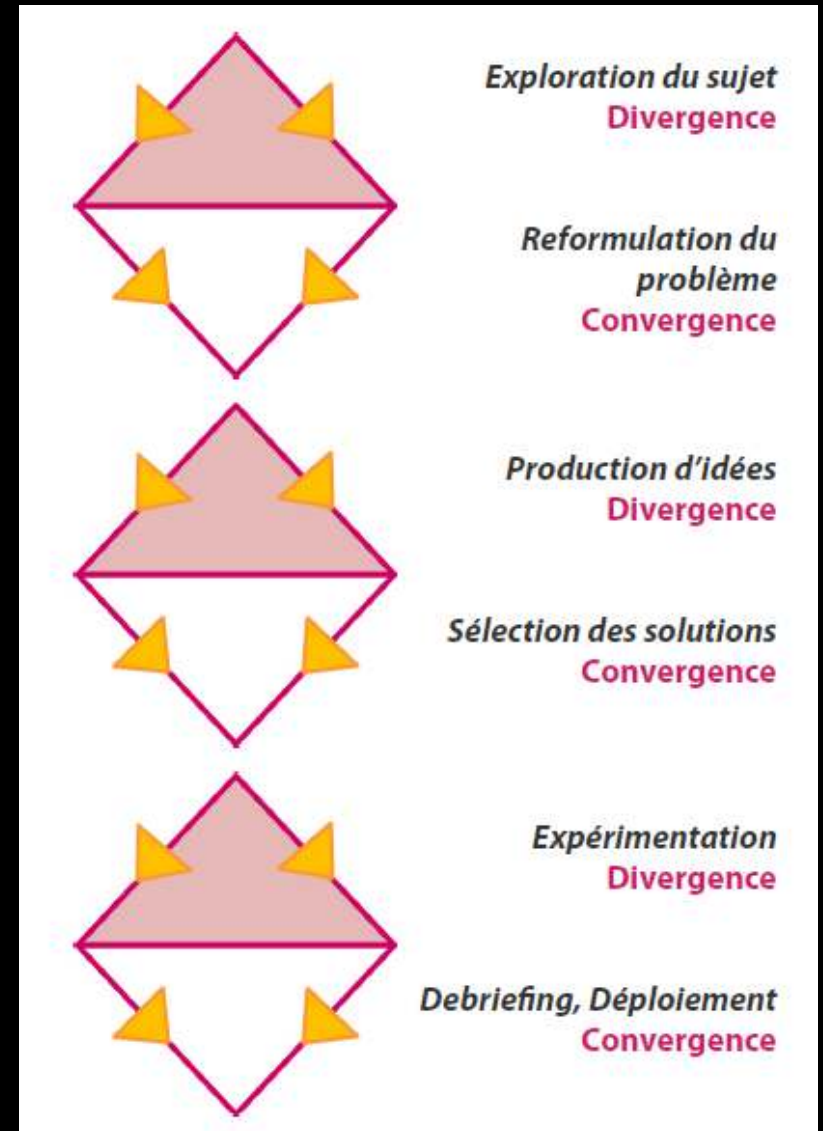 Exploration du sujet
Divergence
Reformulation du
problème
Convergence
Production d’idées
Divergence
Sélection des solutions
Convergence
Expérimentation
Divergence
Debriefing, Déploiement
Convergence